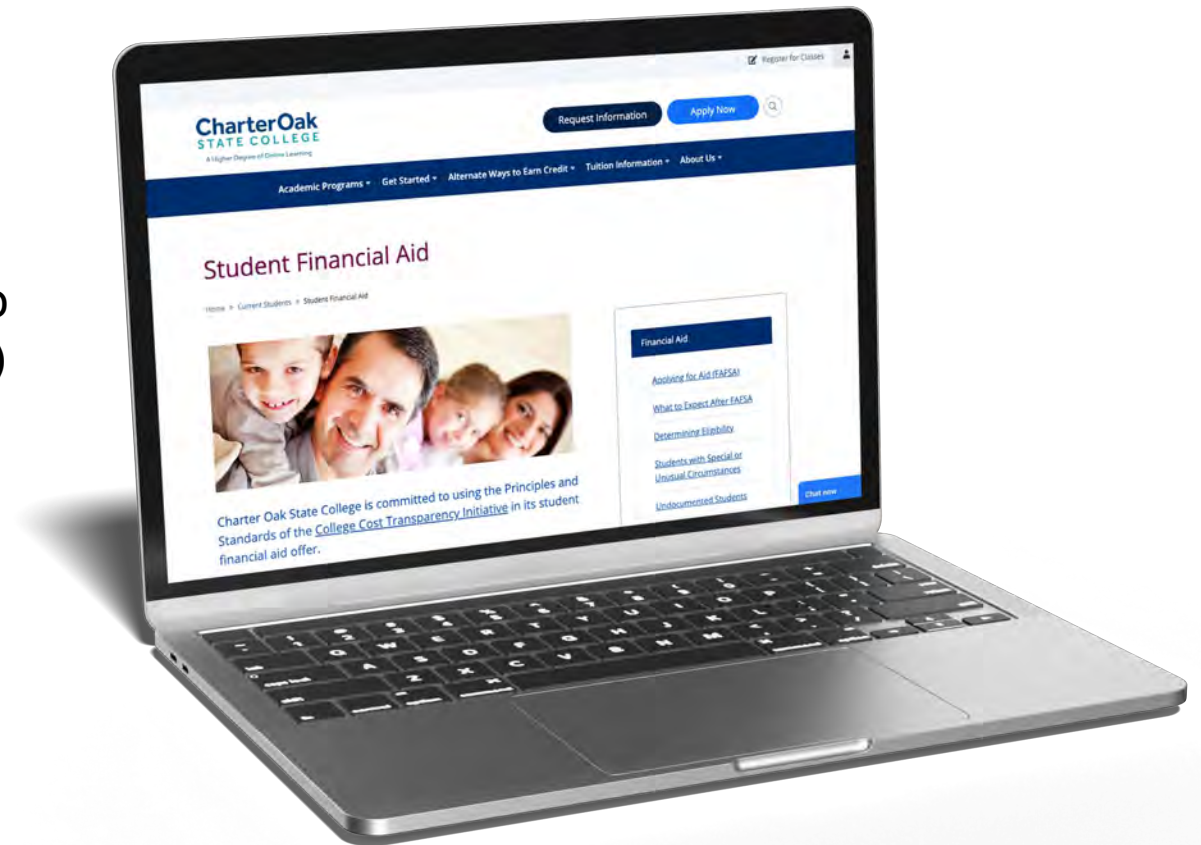 Register for Classes
CharterOak
STATE COLLEGE
A Higher Degree of Online Learning
Request Information
Apply Now
Academic Programs
Get Started
Alternate Ways to Earn Credit
Tuition Information
About Us
Student Financial Aid
Home > Current Students > Student Financial Aid
Charter Oak State College is committed to using the Principles and
Standards of the College Cost Transparency Initiative in its student
financial aid offer.
Financial Aid
Applying for Aid (FAFSA)
What to Expect After FAFSA
Determining Eligibility
Students with Special or
Unusual Circumstances
Undocumented Students
Chat now